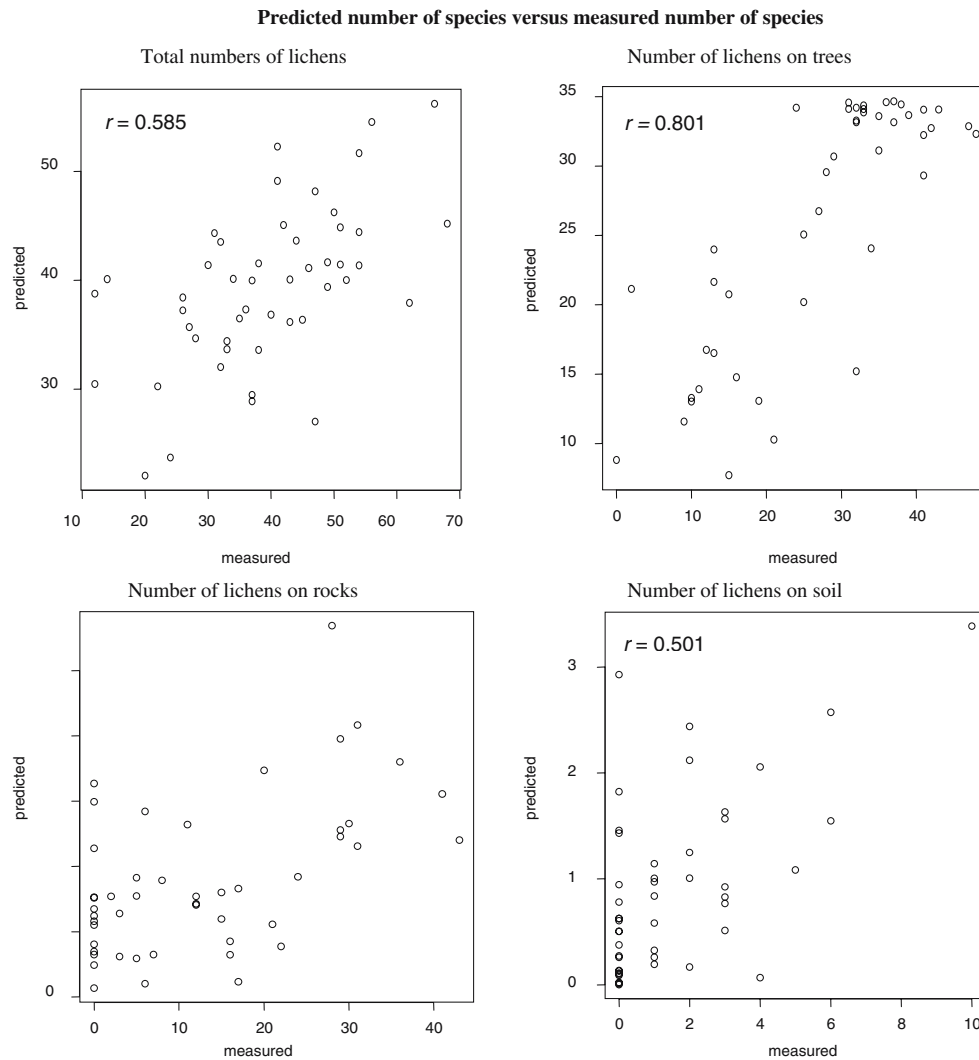 Predicted number of species versus measured number of species
Total numbers of lichens
r = 0.585
50
40
30
predicted
10 20 30 40 50 60 70
measured
Number of lichens on trees
r = 0.801
35
30
25
20
15
10
predicted
0 10 20 30 40
measured
Number of lichens on rocks
predicted
0
0 10 20 30 40
measured
Number of lichens on soil
r = 0.501
3
2
1
0
predicted
0 2 4 6 8 10
measured